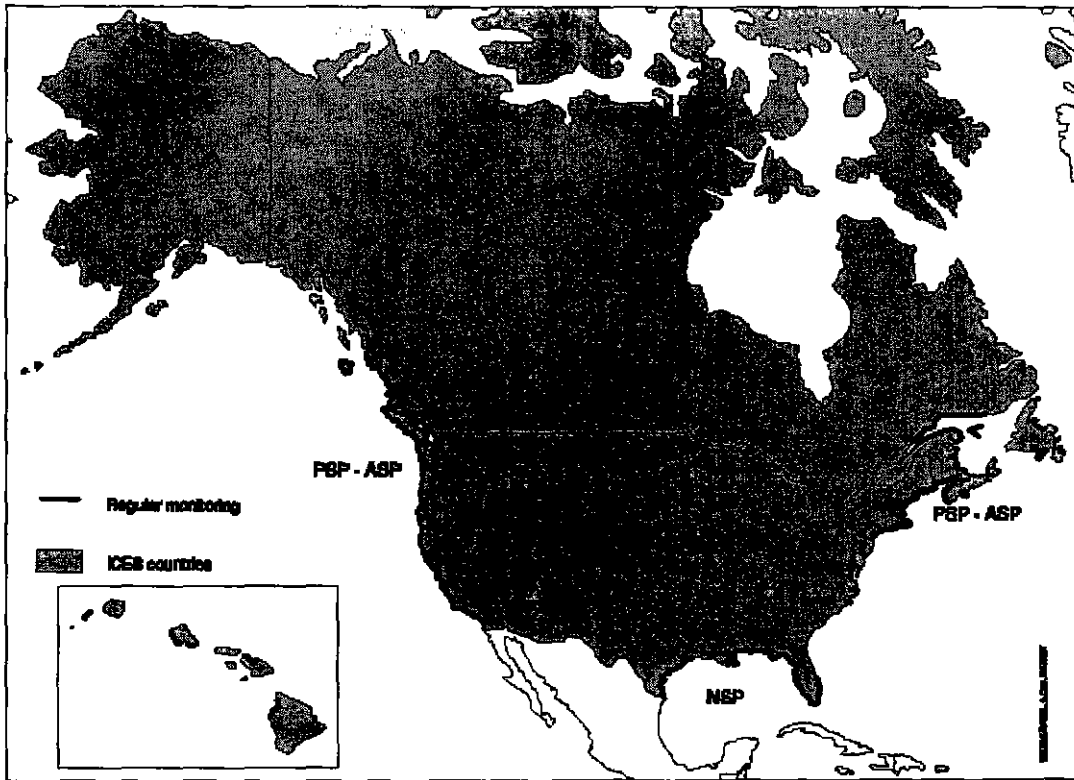 PSP - ASP
Regular monitoring
PSP - ASP
ICES countries
NSP